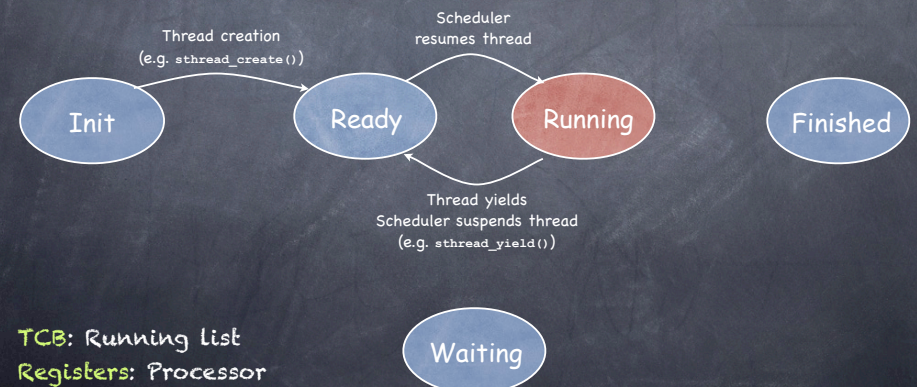 Scheduler
resumes thread
Thread creation
(e.g. sthread_create())
Init
Ready
Running
Finished
Thread yields
Scheduler suspends thread
(e.g. sthread_yield())
TCB: Running list
Registers: Processor
Waiting